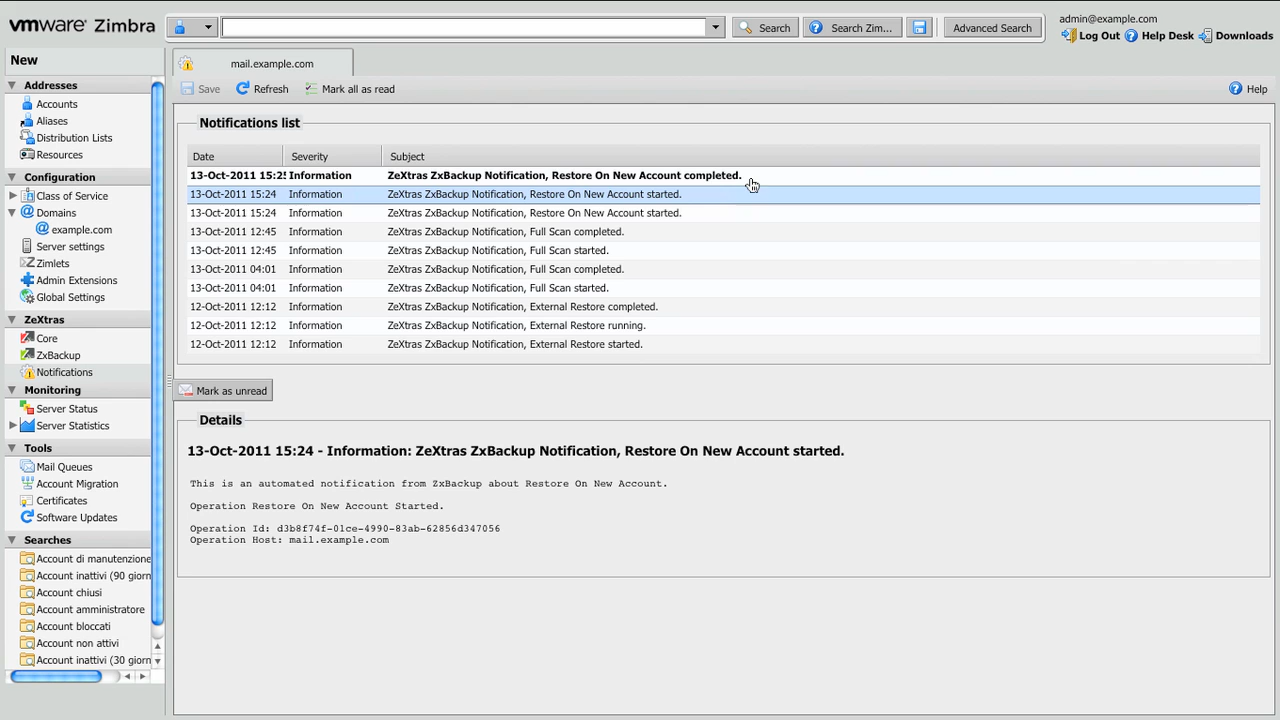 vmware Zimbra
Search
Search Zim...
Advanced Search
admin@example.com
Log Out
Help Desk
Downloads
New
mail.example.com
Save
Refresh
Mark all as read
Help
Addresses
Accounts
Aliases
Distribution Lists
Resources
Configuration
Class of Service
Domains
example.com
Server settings
Zimlets
Admin Extensions
Global Settings
ZeXtras
Core
ZxBackup
Notifications
Monitoring
Server Status
Server Statistics
Tools
Mail Queues
Account Migration
Certificates
Software Updates
Searches
Account di manutenzione
Account inattivi (90 giorn
Account chiusi
Account amministratore
Account bloccati
Account non attivi
Account inattivi (30 giorn
Notifications list
Date Severity Subject
13-Oct-2011 15:2 Information ZeXtras ZxBackup Notification, Restore On New Account completed.
13-Oct-2011 15:24 Information ZeXtras ZxBackup Notification, Restore On New Account started.
13-Oct-2011 15:24 Information ZeXtras ZxBackup Notification, Restore On New Account started.
13-Oct-2011 12:45 Information ZeXtras ZxBackup Notification, Full Scan completed.
13-Oct-2011 12:45 Information ZeXtras ZxBackup Notification, Full Scan started.
13-Oct-2011 04:01 Information ZeXtras ZxBackup Notification, Full Scan completed.
13-Oct-2011 04:01 Information ZeXtras ZxBackup Notification, Full Scan started.
12-Oct-2011 12:12 Information ZeXtras ZxBackup Notification, External Restore completed.
12-Oct-2011 12:12 Information ZeXtras ZxBackup Notification, External Restore running.
12-Oct-2011 12:12 Information ZeXtras ZxBackup Notification, External Restore started.
Mark as unread
Details
13-Oct-2011 15:24 - Information: ZeXtras ZxBackup Notification, Restore On New Account started.
This is an automated notification from ZxBackup about Restore On New Account.
Operation Restore On New Account Started.
Operation Id: d3b8f74f-01ce-4990-83ab-62856d347056
Operation Host: mail.example.com